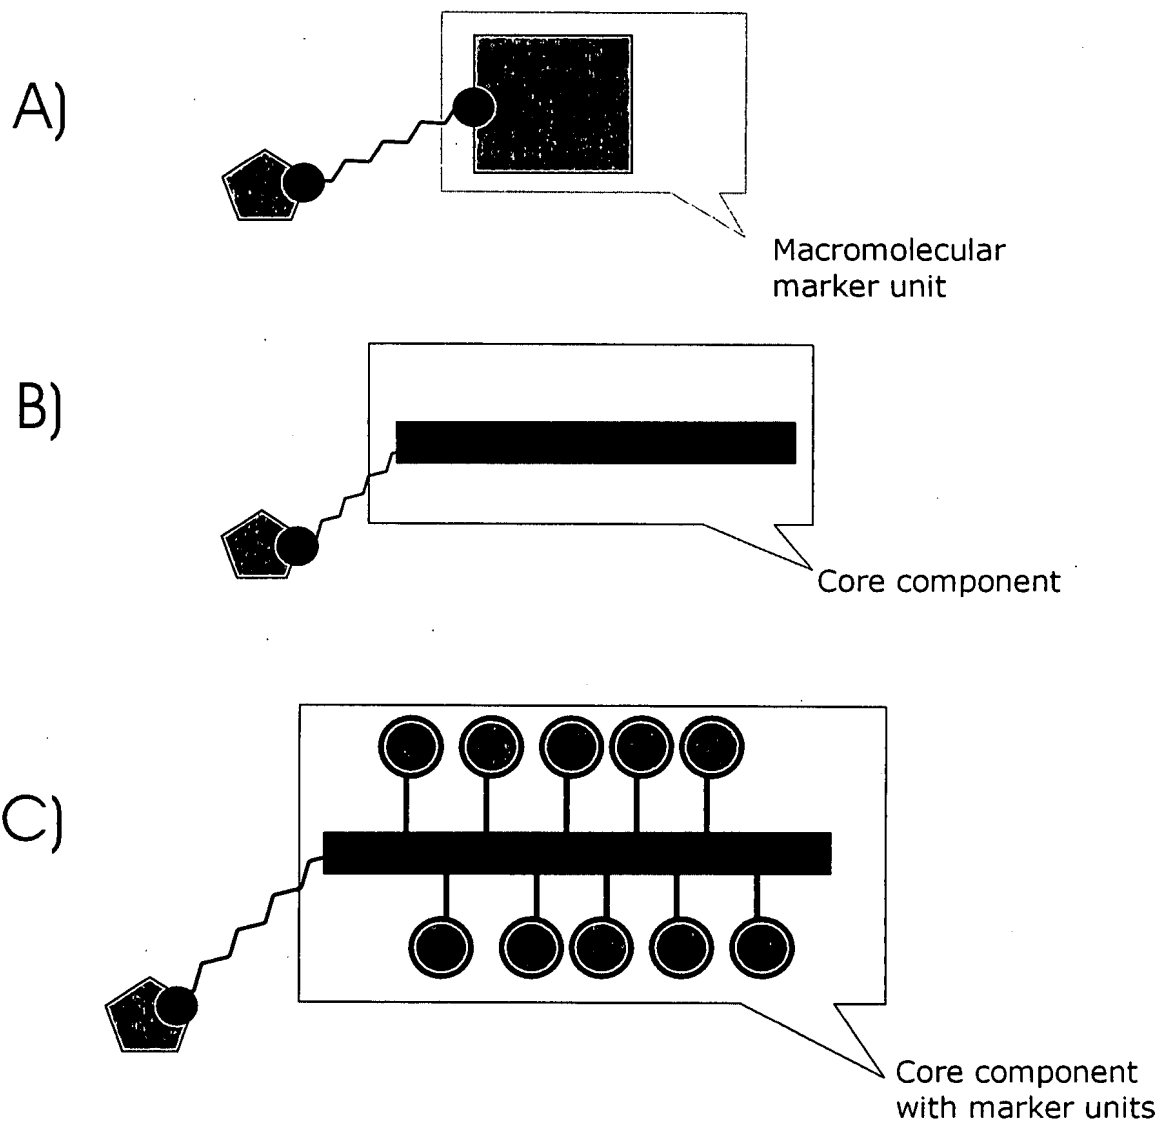 A)
Macromolecular
marker unit
B)
Core component
C)
Core component
with marker units